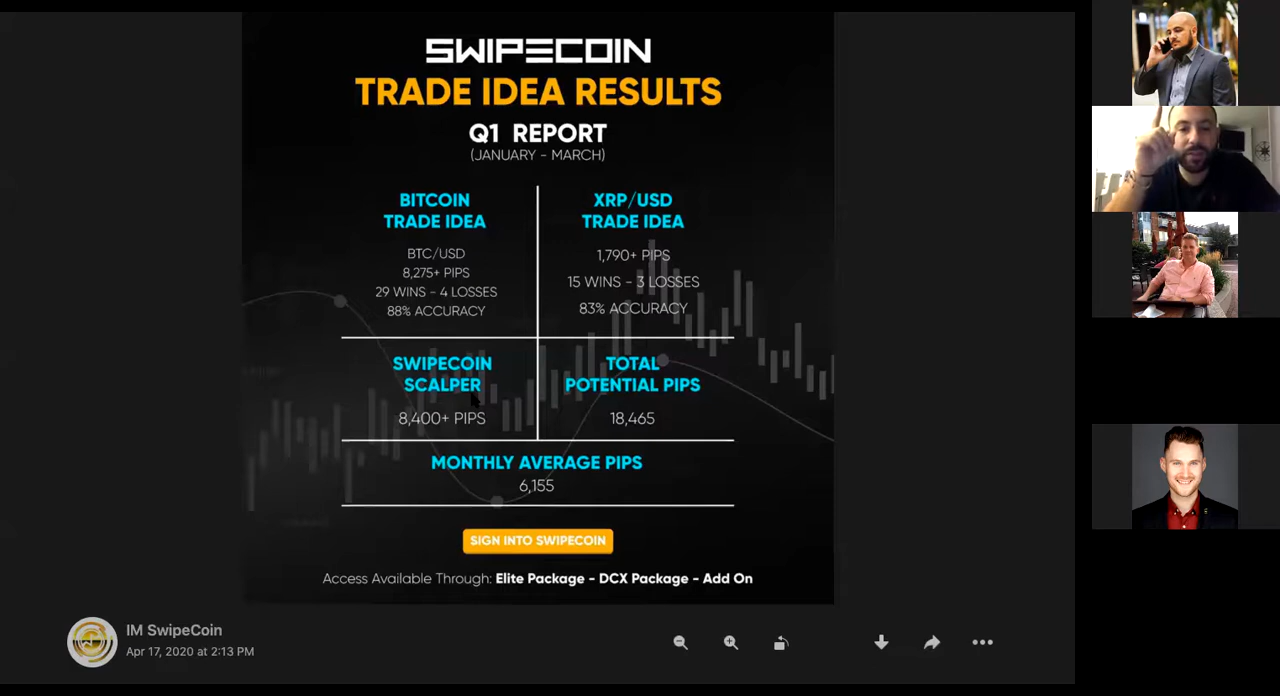 SWIPECOIN
TRADE IDEA RESULTS
Q1 REPORT
(JANUARY - MARCH)
BITCOIN
TRADE IDEA
BTC/USD
8,275+ PIPS
29 WINS - 4 LOSSES
88% ACCURACY
XRP/USD
TRADE IDEA
1,790+ PIPS
15 WINS - 3 LOSSES
83% ACCURACY
SWIPECOIN
SCALPER
8,400+ PIPS
TOTAL
POTENTIAL PIPS
18,465
MONTHLY AVERAGE PIPS
6,155
SIGN INTO SWIPECOIN
Access Available Through: Elite Package - DCX Package - Add On
IM SwipeCoin
Apr 17, 2020 at 2:13 PM